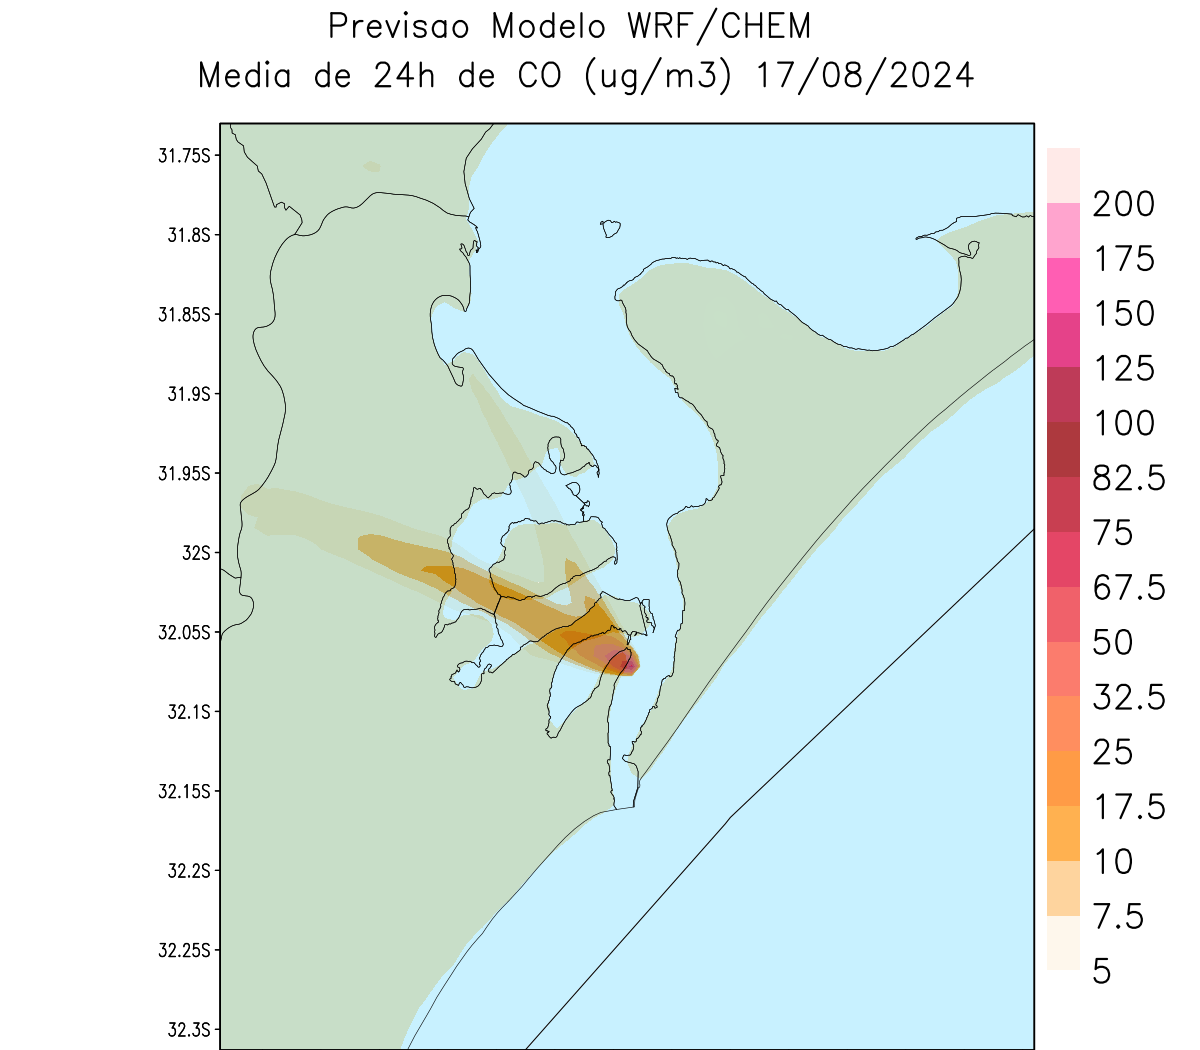 Previsao Modelo WRF/CHEM
Media de 24h de CO (ug/m3) 17/08/2024
31.75S
31.8S
31.85S
31.9S
31.95S
32S
32.05S
32.1S
32.15S
32.2S
32.25S
32.3S
200
175
150
125
100
82.5
75
67.5
50
32.5
25
17.5
10
7.5
5